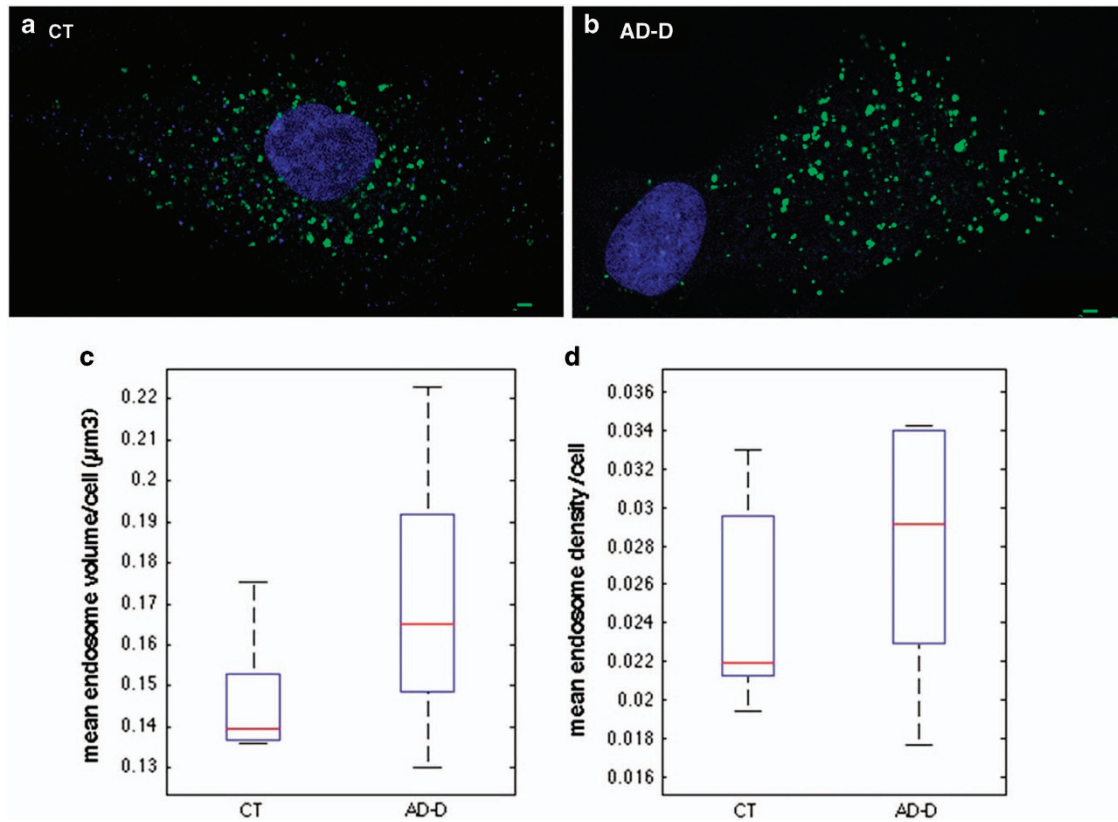 a CT
b AD-D
c
mean endosome volume/cell (µm3)
0.22
0.21
0.2
0.19
0.18
0.17
0.16
0.15
0.14
0.13
CT AD-D
d
mean endosome density/cell
0.036
0.034
0.032
0.03
0.028
0.026
0.024
0.022
0.02
0.018
0.016
CT AD-D